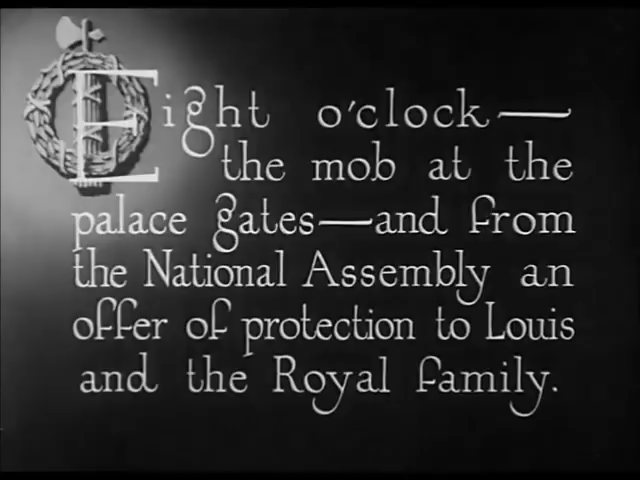 Eight o'clock—
the mob at the
palace gates—and from
the National Assembly an
offer of protection to Louis
and the Royal family.